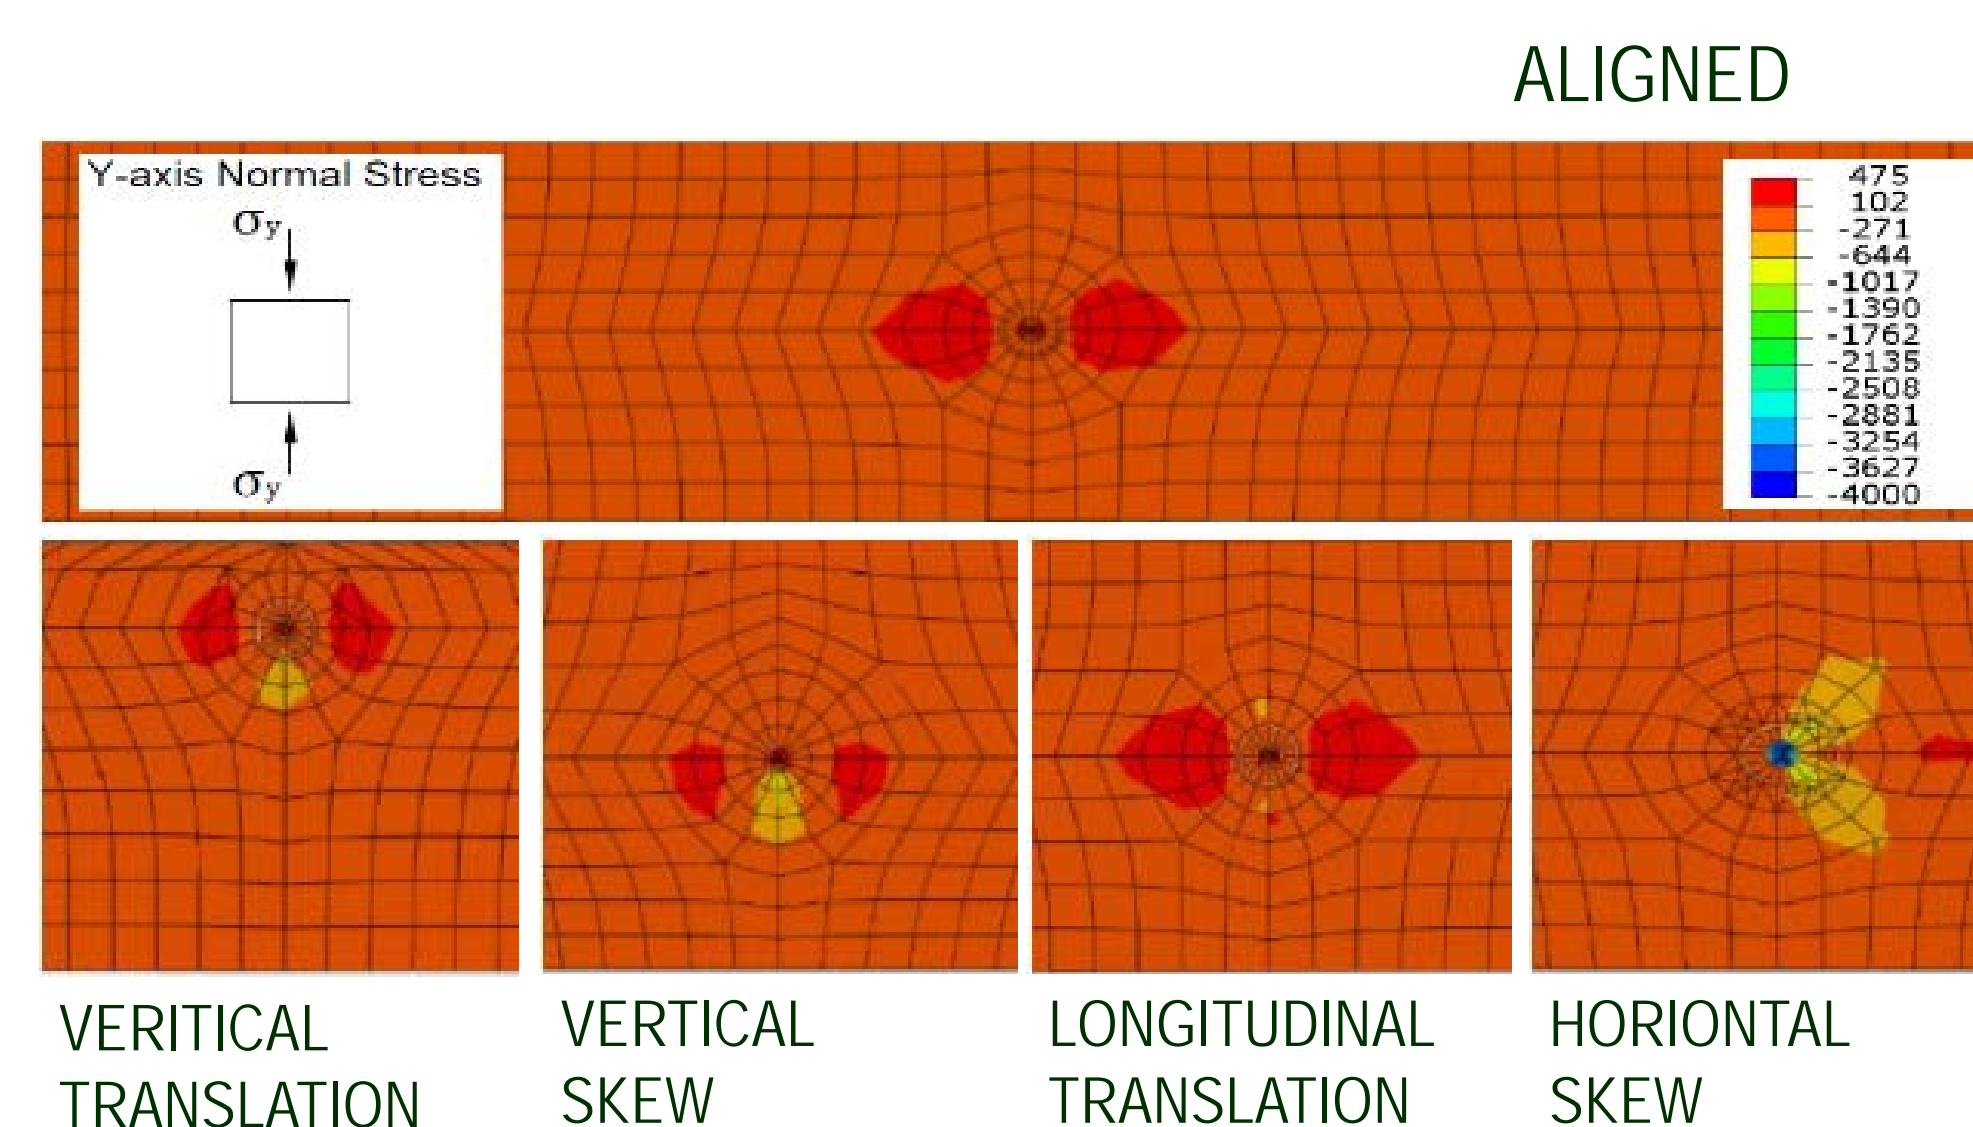 ALIGNED
Y-axis Normal Stress
σy
σy
475
102
-271
-644
-1017
-1390
-1762
-2135
-2508
-2881
-3254
-3627
-4000
VERITICAL
TRANSLATION
VERTICAL
SKEW
LONGITUDINAL
TRANSLATION
HORIONTAL
SKEW